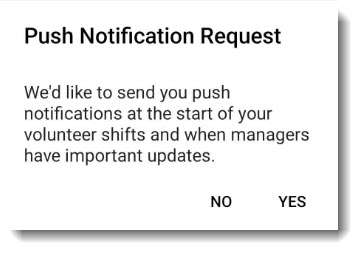 Push Notification Request
We'd like to send you push
notifications at the start of your
volunteer shifts and when managers
have important updates.
NO YES